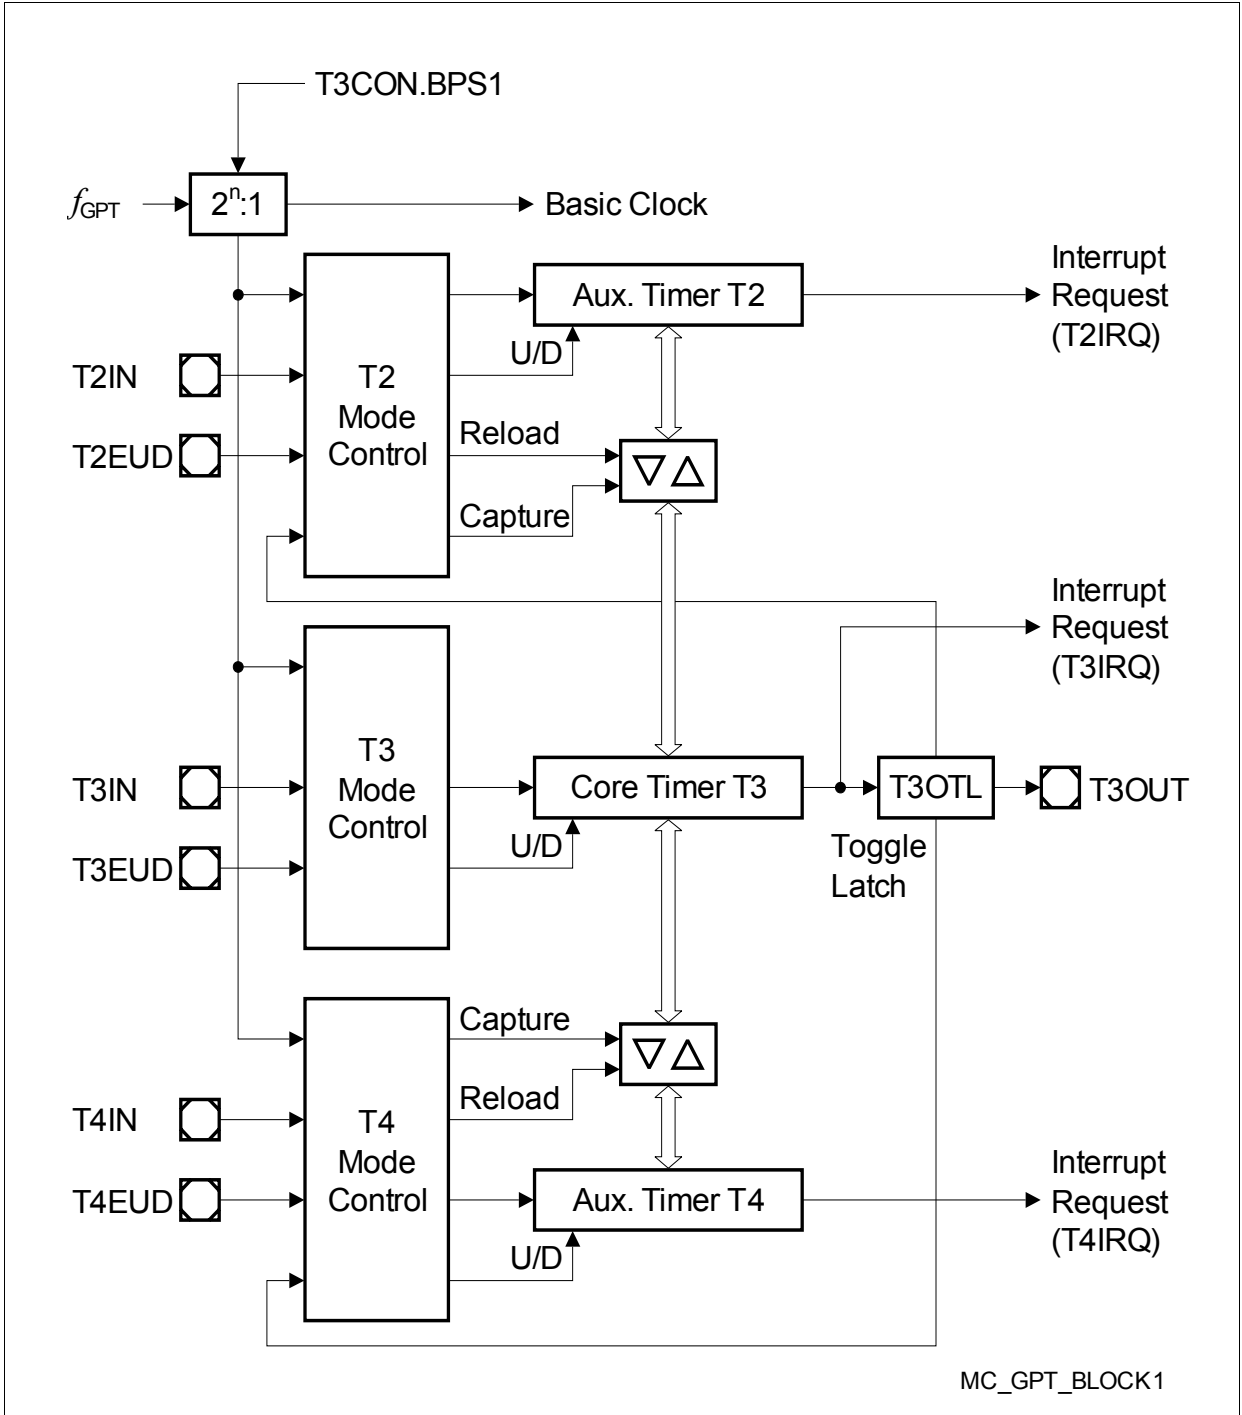 T3CON.BPS1
fGPT
2n:1
Basic Clock
Interrupt
Request
(T2IRQ)
Aux. Timer T2
U/D
T2IN
T2
Mode
Control
T2EUD
Reload
Capture
Interrupt
Request
(T3IRQ)
T3
Mode
Control
T3IN
Core Timer T3
T3OTL
T3OUT
U/D
Toggle
Latch
T3EUD
Capture
Reload
T4IN
T4
Mode
Control
T4EUD
Aux. Timer T4
Interrupt
Request
(T4IRQ)
U/D
MC_GPT_BLOCK1